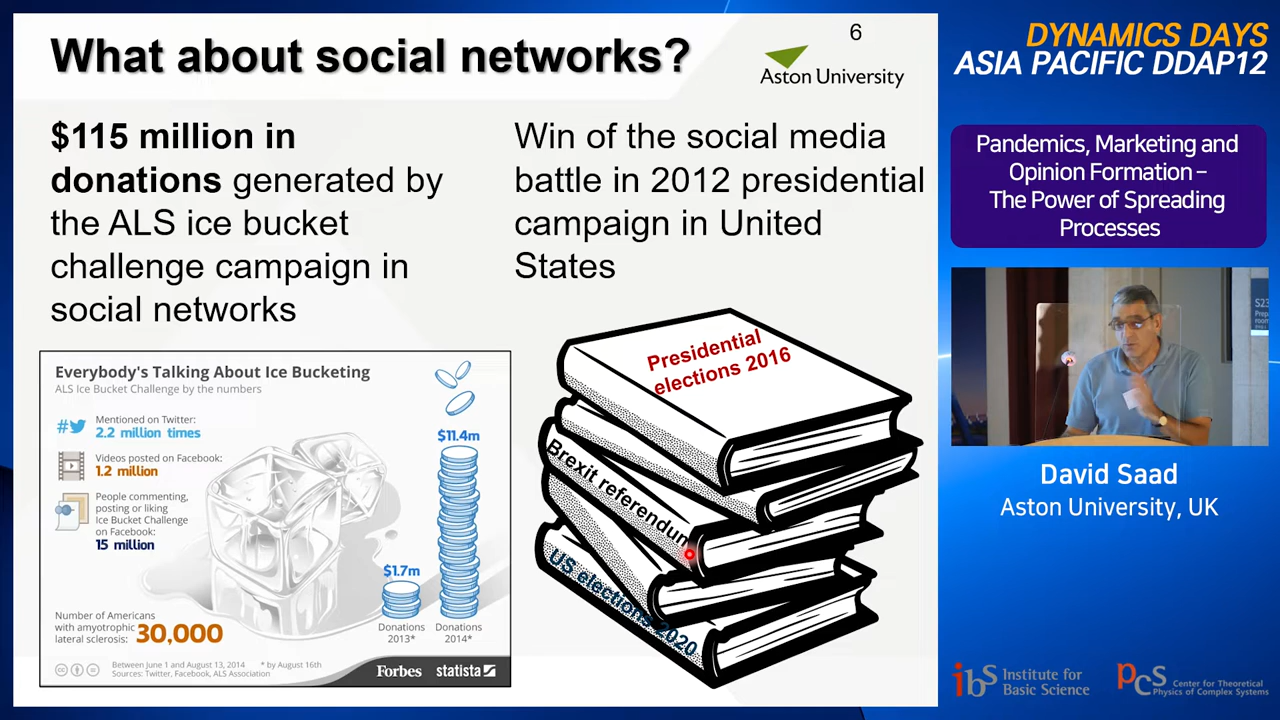 What about social networks?
6
Aston University
$115 million in
donations generated by
the ALS ice bucket
challenge campaign in
social networks
Win of the social media
battle in 2012 presidential
campaign in United
States
Everybody's Talking About Ice Bucketing
ALS Ice Bucket Challenge by the numbers
#
Mentioned on Twitter:
2.2 million times
Videos posted on Facebook:
1.2 million
People commenting,
posting or liking
Ice Bucket Challenge
on Facebook:
15 million
Number of Americans
with amyotrophic
lateral sclerosis:
30,000
$1.7m
Donations
2013*
$11.4m
Donations
2014*
Between June 1 and August 13, 2014 * by August 16th
Sources: Twitter, Facebook, ALS Association
Forbes statista
Presidential
elections 2016
Brexit referendum
US elections 2020
DYNAMICS DAYS
ASIA PACIFIC DDAP12
Pandemics, Marketing and
Opinion Formation –
The Power of Spreading
Processes
David Saad
Aston University, UK
ibS Institute for
Basic Science
PCS Center for Theoretical
Physics of Complex Systems